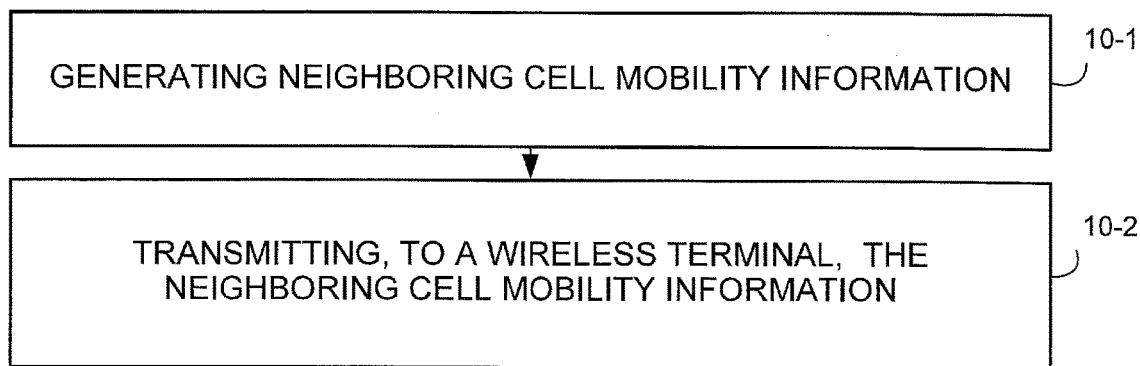 10-1
GENERATING NEIGHBORING CELL MOBILITY INFORMATION
10-2
TRANSMITTING, TO A WIRELESS TERMINAL, THE
NEIGHBORING CELL MOBILITY INFORMATION